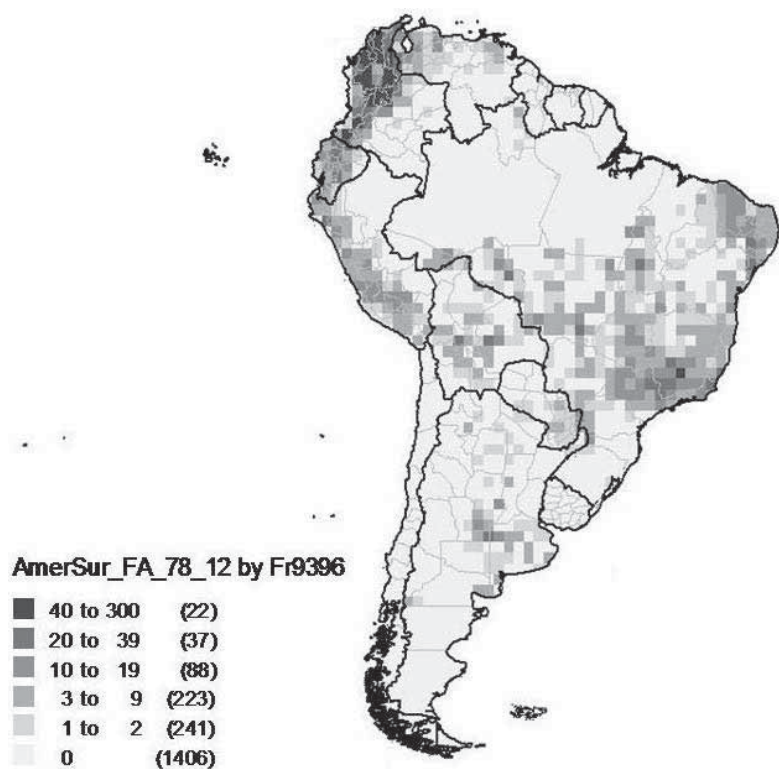 AmerSur_FA_78_12 by Fr9396
40 to 300 (22)
20 to 39 (37)
10 to 19 (88)
3 to 9 (223)
1 to 2 (241)
0 (1406)